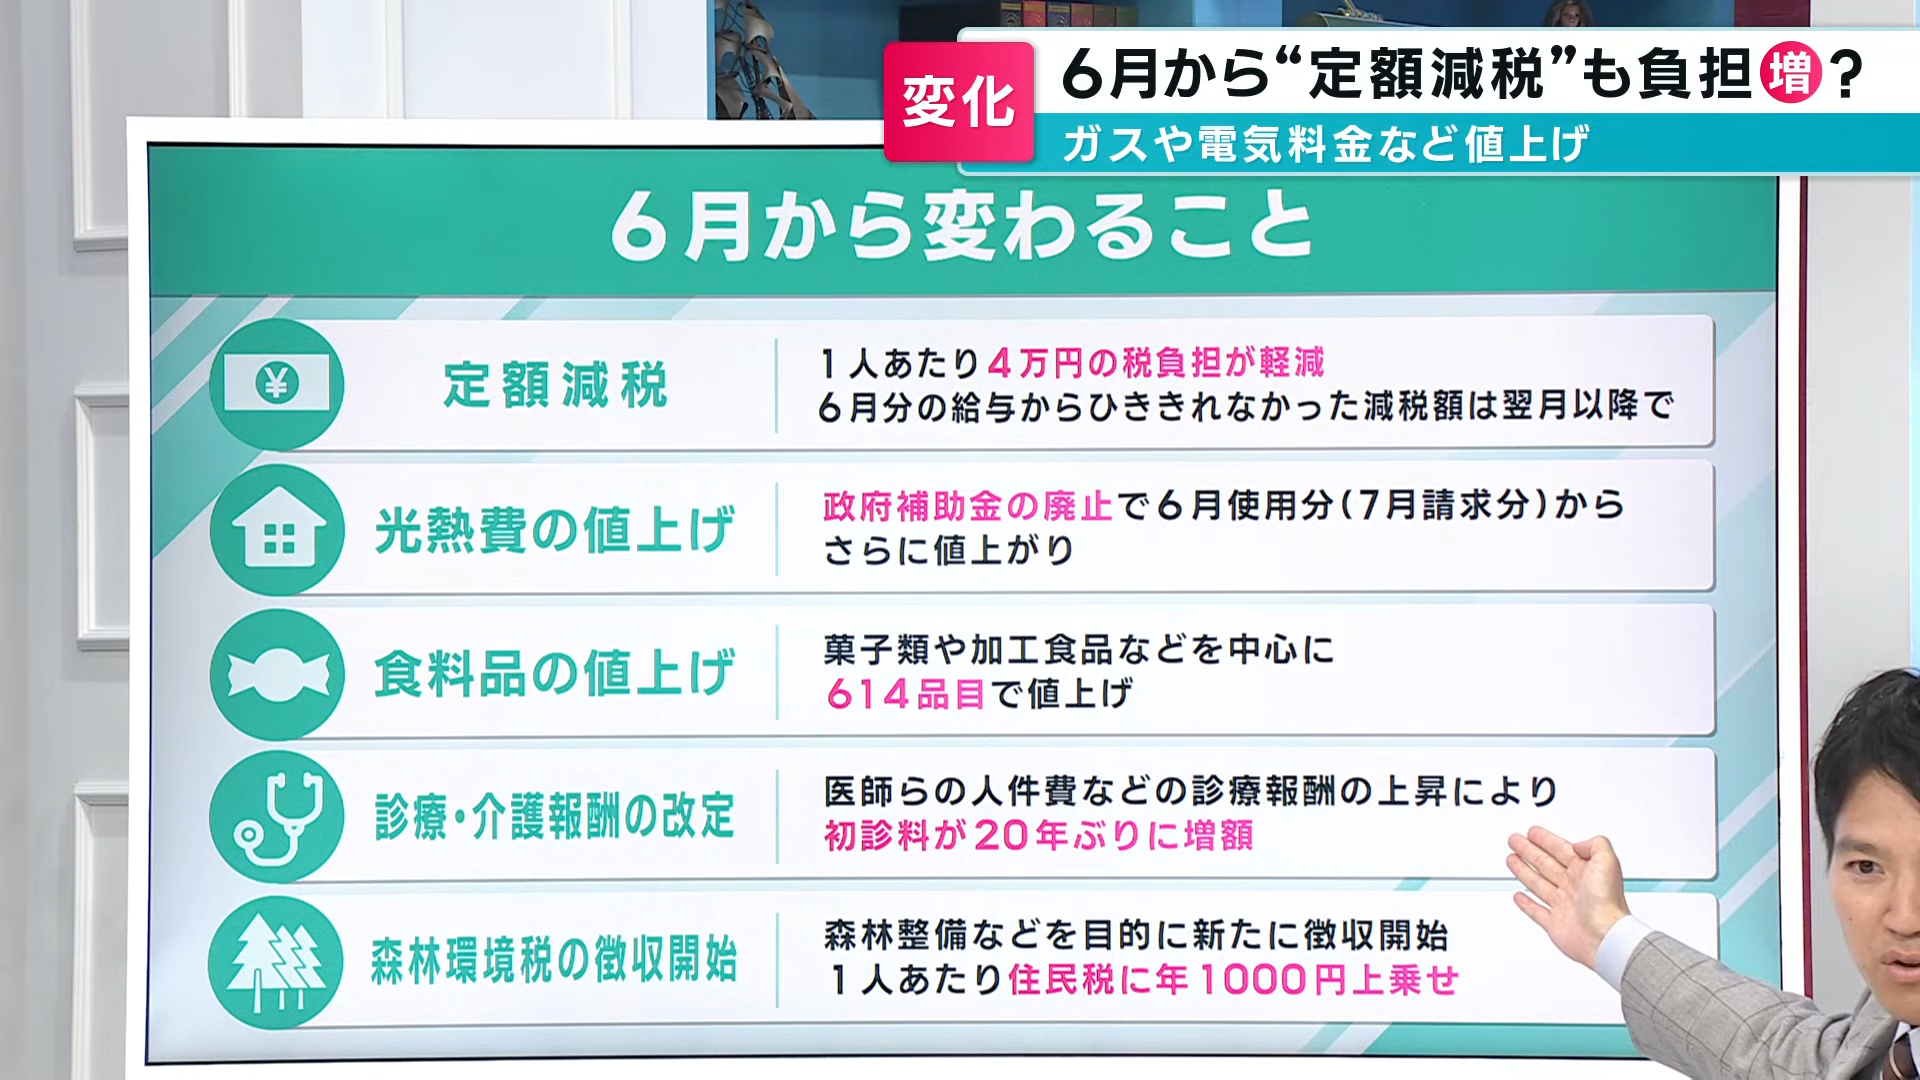 変化
6月から“定額減税”も負担増?
ガスや電気料金など値上げ
6月から変わること
¥
定額減税
1人あたり4万円の税負担が軽減
6月分の給与からひききれなかった減税額は翌月以降で
光熱費の値上げ
政府補助金の廃止で6月使用分(7月請求分)から
さらに値上がり
食料品の値上げ
菓子類や加工食品などを中心に
614品目で値上げ
診療・介護報酬の改定
医師らの人件費などの診療報酬の上昇により
初診料が20年ぶりに増額
森林環境税の徴収開始
森林整備などを目的に新たに徴収開始
1人あたり住民税に年1000円上乗せ